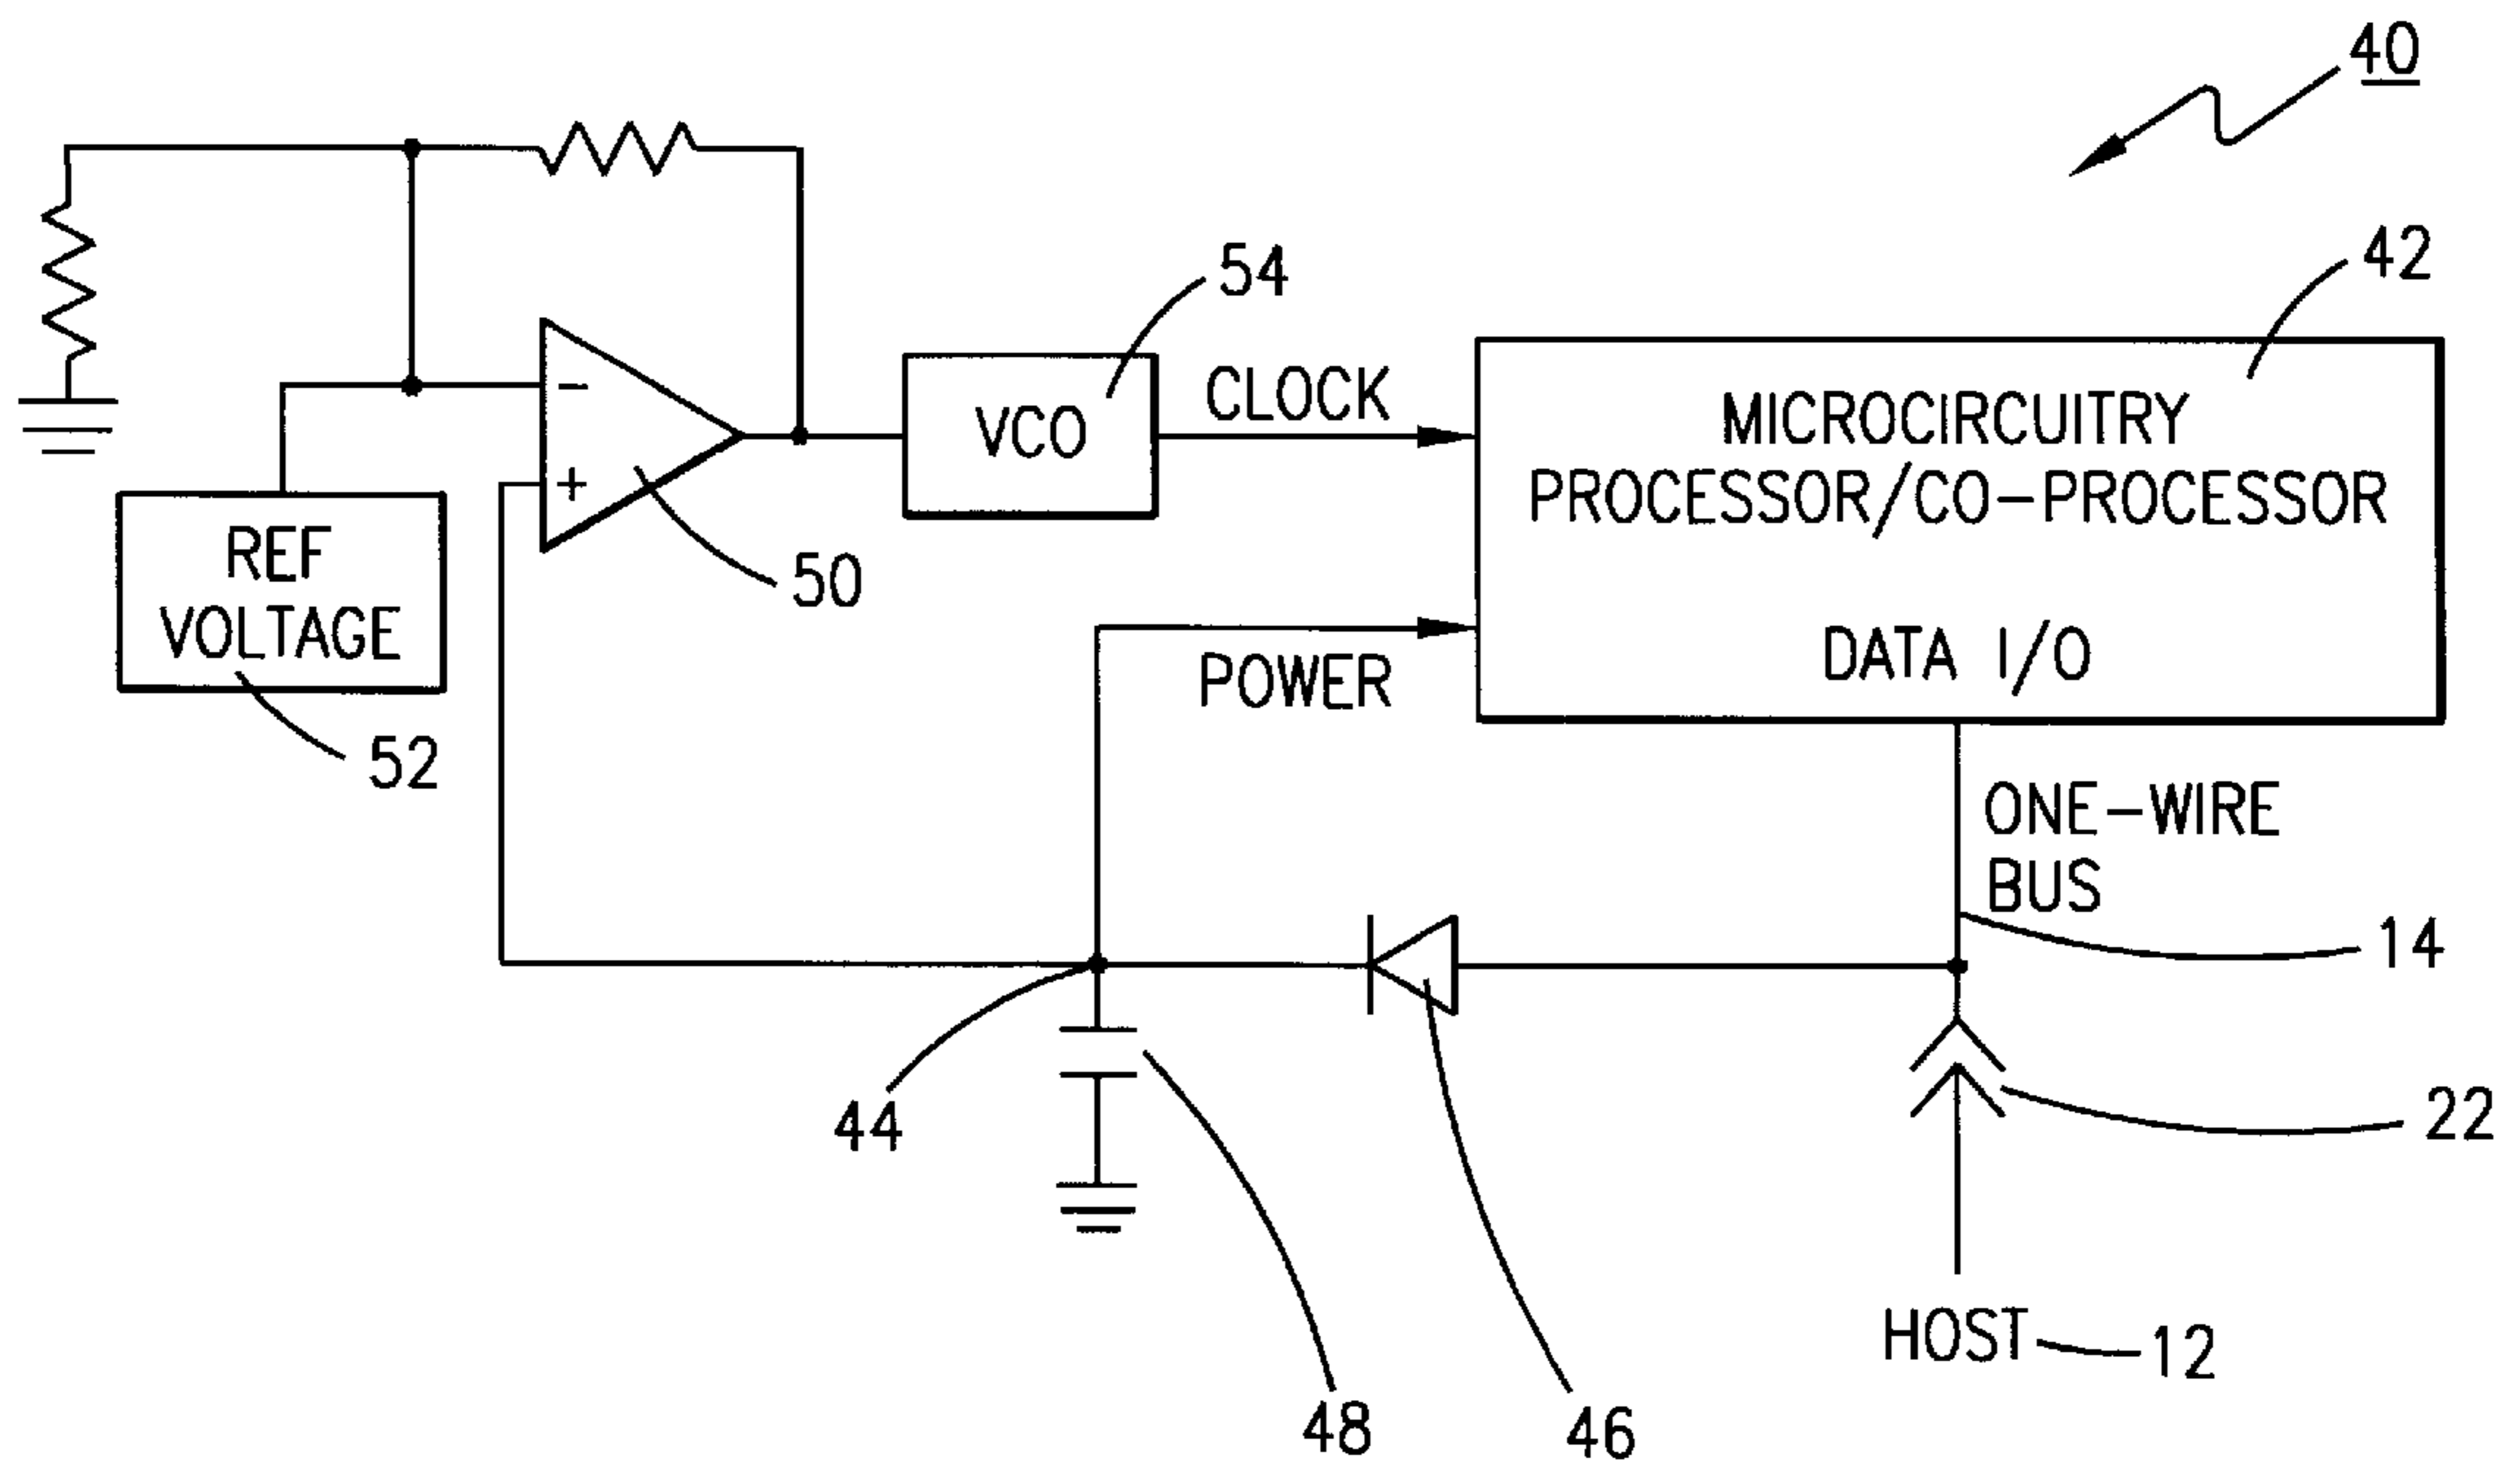 40
42
54
CLOCK
VCO
MICROCIRCUITRY
PROCESSOR/CO-PROCESSOR
−
+
50
REF
VOLTAGE
52
POWER
DATA I/O
ONE-WIRE
BUS
14
44
22
HOST
12
48
46